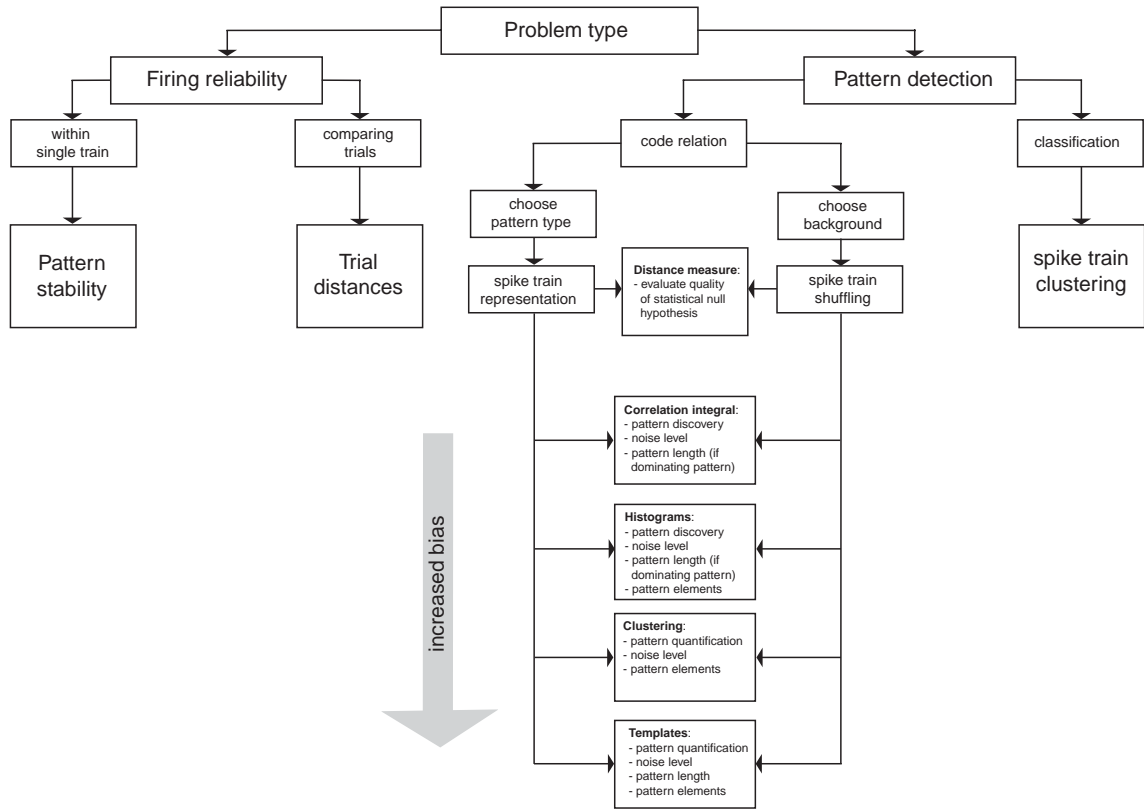 Problem type
Firing reliability
Pattern detection
within
single train
comparing
trials
code relation
classification
choose
pattern type
choose
background
Pattern
stability
Trial
distances
spike train
representation
Distance measure:
- evaluate quality
of statistical null
hypothesis
spike train
shuffling
spike train
clustering
Correlation integral:
- pattern discovery
- noise level
- pattern length (if
dominating pattern)
increased bias
Histograms:
- pattern discovery
- noise level
- pattern length (if
dominating pattern)
- pattern elements
Clustering:
- pattern quantification
- noise level
- pattern elements
Templates:
- pattern quantification
- noise level
- pattern length
- pattern elements